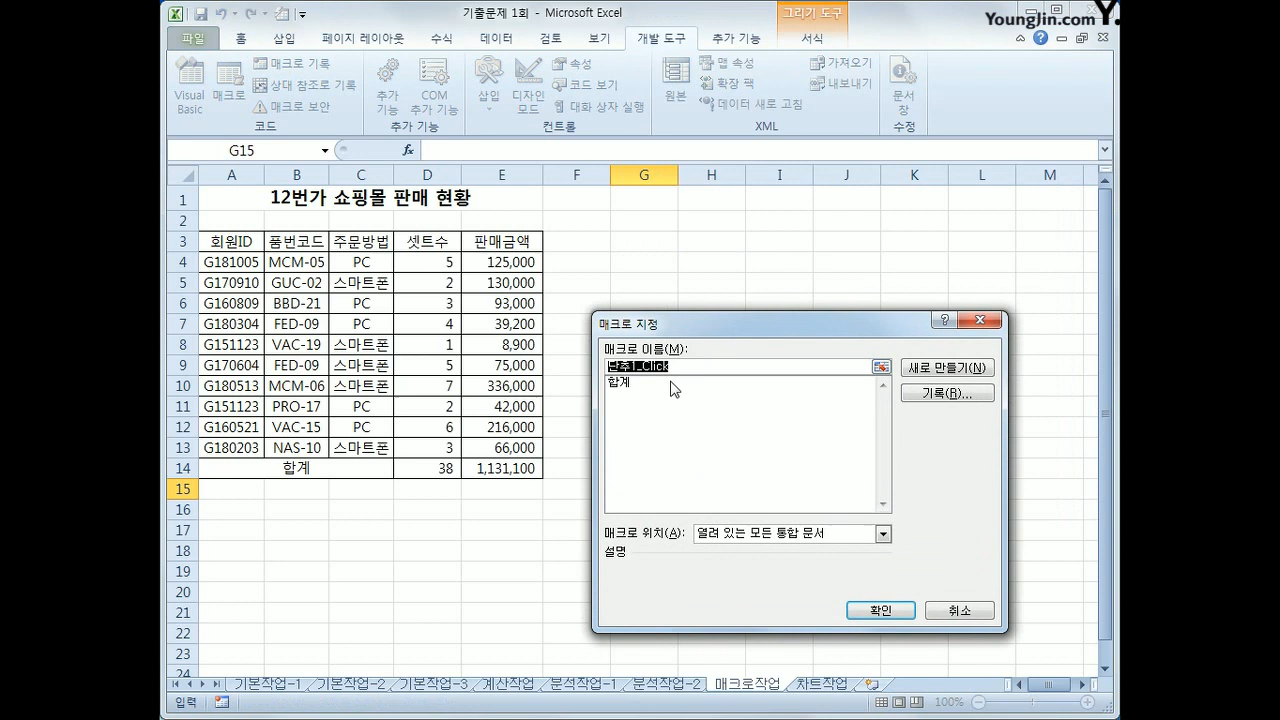 기출문제 1회 - Microsoft Excel
그리기 도구
YoungJin.com Y.
파일 홈 삽입 페이지 레이아웃 수식 데이터 검토 보기 개발 도구 추가 기능 서식
Visual Basic
매크로
매크로 기록
상대 참조로 기록
매크로 보안
코드
추가 기능
COM 추가 기능
추가 기능
삽입
디자인 모드
속성
코드 보기
대화 상자 실행
컨트롤
원본
맵 속성
확장 팩
데이터 새로 고침
가져오기
내보내기
XML
문서 창
수정
G15 fx
A B C D E F G H I J K L M
1 12번가 쇼핑몰 판매 현황
2
3 회원ID 품번코드 주문방법 셋트수 판매금액
4 G181005 MCM-05 PC 5 125,000
5 G170910 GUC-02 스마트폰 2 130,000
6 G160809 BBD-21 PC 3 93,000
7 G180304 FED-09 PC 4 39,200
8 G151123 VAC-19 스마트폰 1 8,900
9 G170604 FED-09 스마트폰 5 75,000
10 G180513 MCM-06 스마트폰 7 336,000
11 G151123 PRO-17 PC 2 42,000
12 G160521 VAC-15 PC 6 216,000
13 G180203 NAS-10 스마트폰 3 66,000
14 합계 38 1,131,100
15
16
17
18
19
20
21
22
23
24
매크로 지정
매크로 이름(M):
단추1_Click
합계
새로 만들기(N)
기록(R)...
매크로 위치(A): 열려 있는 모든 통합 문서
설명
확인 취소
기본작업-1 기본작업-2 기본작업-3 계산작업 분석작업-1 분석작업-2 매크로작업 차트작업
입력 100%